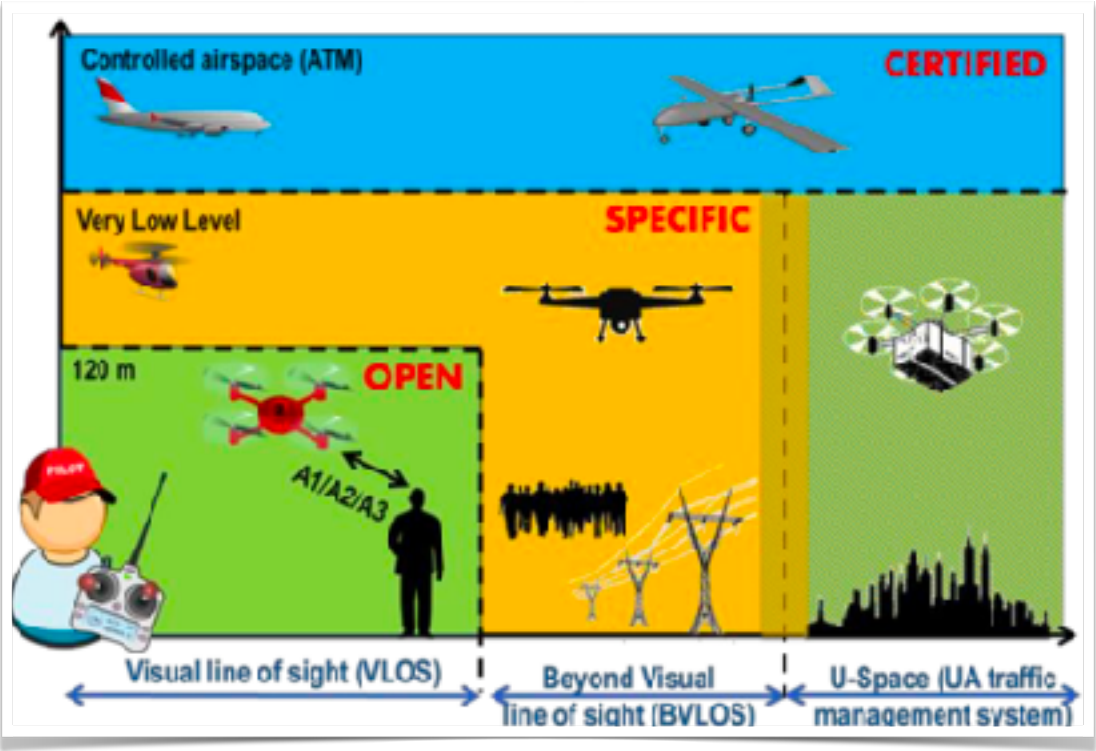 Controlled airspace (ATM)
CERTIFIED
Very Low Level
SPECIFIC
120 m
OPEN
A1/A2/A3
PILOT
Visual line of sight (VLOS)
Beyond Visual
line of sight (BVLOS)
U-Space (UA traffic
management system)